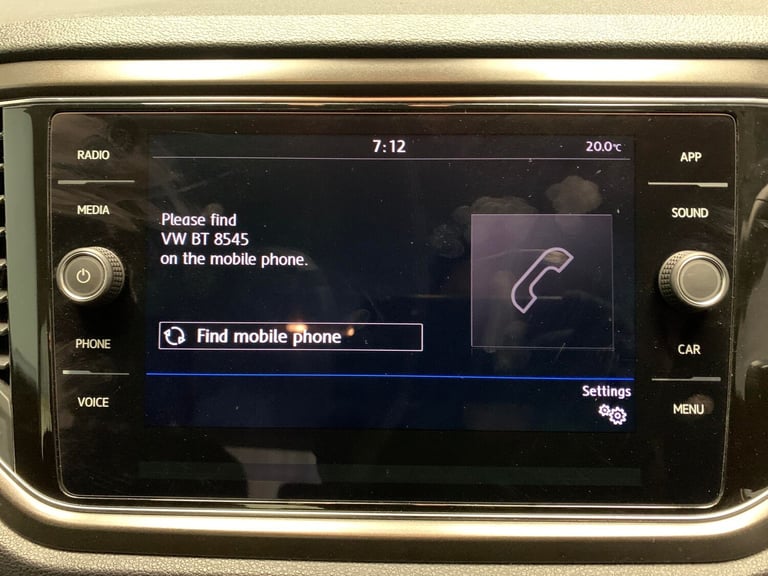 7:12
20.0°C
RADIO
MEDIA
PHONE
VOICE
Please find
VW BT 8545
on the mobile phone.
Find mobile phone
Settings
APP
SOUND
CAR
MENU